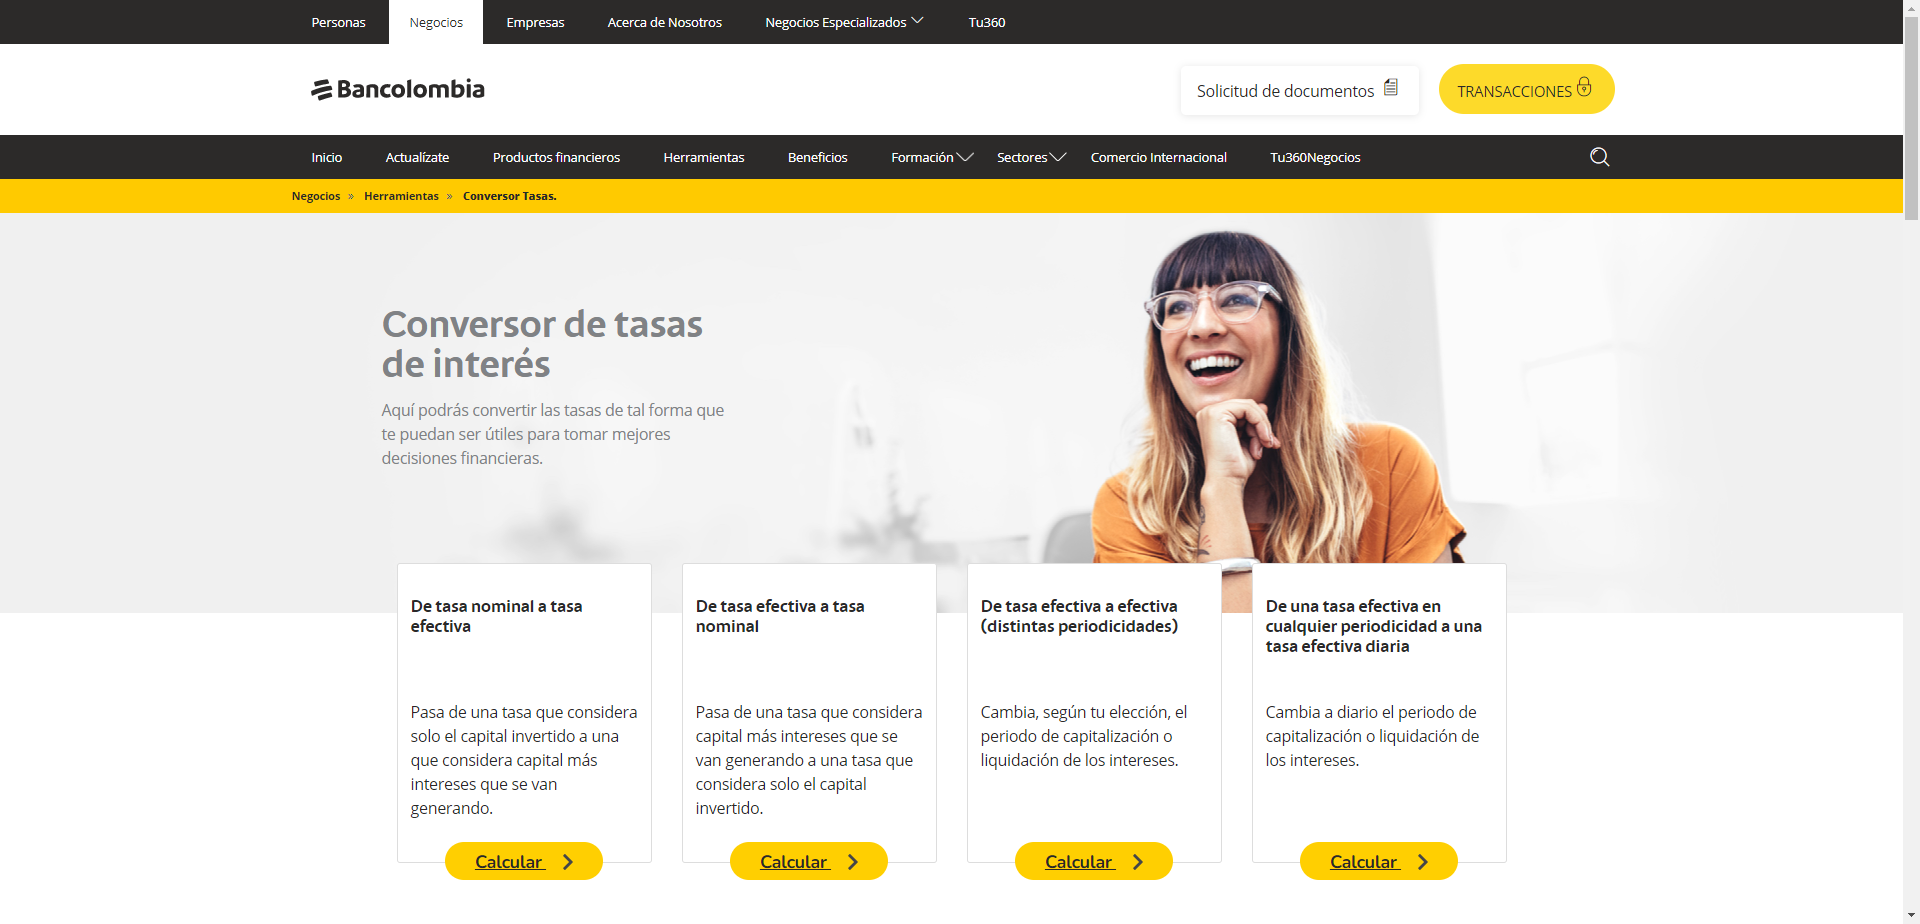 Personas
Negocios
Empresas
Acerca de Nosotros
Negocios Especializados
Tu360
Bancolombia
Solicitud de documentos
TRANSACCIONES
Inicio
Actualízate
Productos financieros
Herramientas
Beneficios
Formación
Sectores
Comercio Internacional
Tu360Negocios
Negocios » Herramientas » Conversor Tasas.
Conversor de tasas
de interés
Aquí podrás convertir las tasas de tal forma que
te puedan ser útiles para tomar mejores
decisiones financieras.
De tasa nominal a tasa
efectiva
Pasa de una tasa que considera
solo el capital invertido a una
que considera capital más
intereses que se van
generando.
Calcular
De tasa efectiva a tasa
nominal
Pasa de una tasa que considera
capital más intereses que se
van generando a una tasa que
considera solo el capital
invertido.
Calcular
De tasa efectiva a efectiva
(distintas periodicidades)
Cambia, según tu elección, el
periodo de capitalización o
liquidación de los intereses.
Calcular
De una tasa efectiva en
cualquier periodicidad a una
tasa efectiva diaria
Cambia a diario el periodo de
capitalización o liquidación de
los intereses.
Calcular